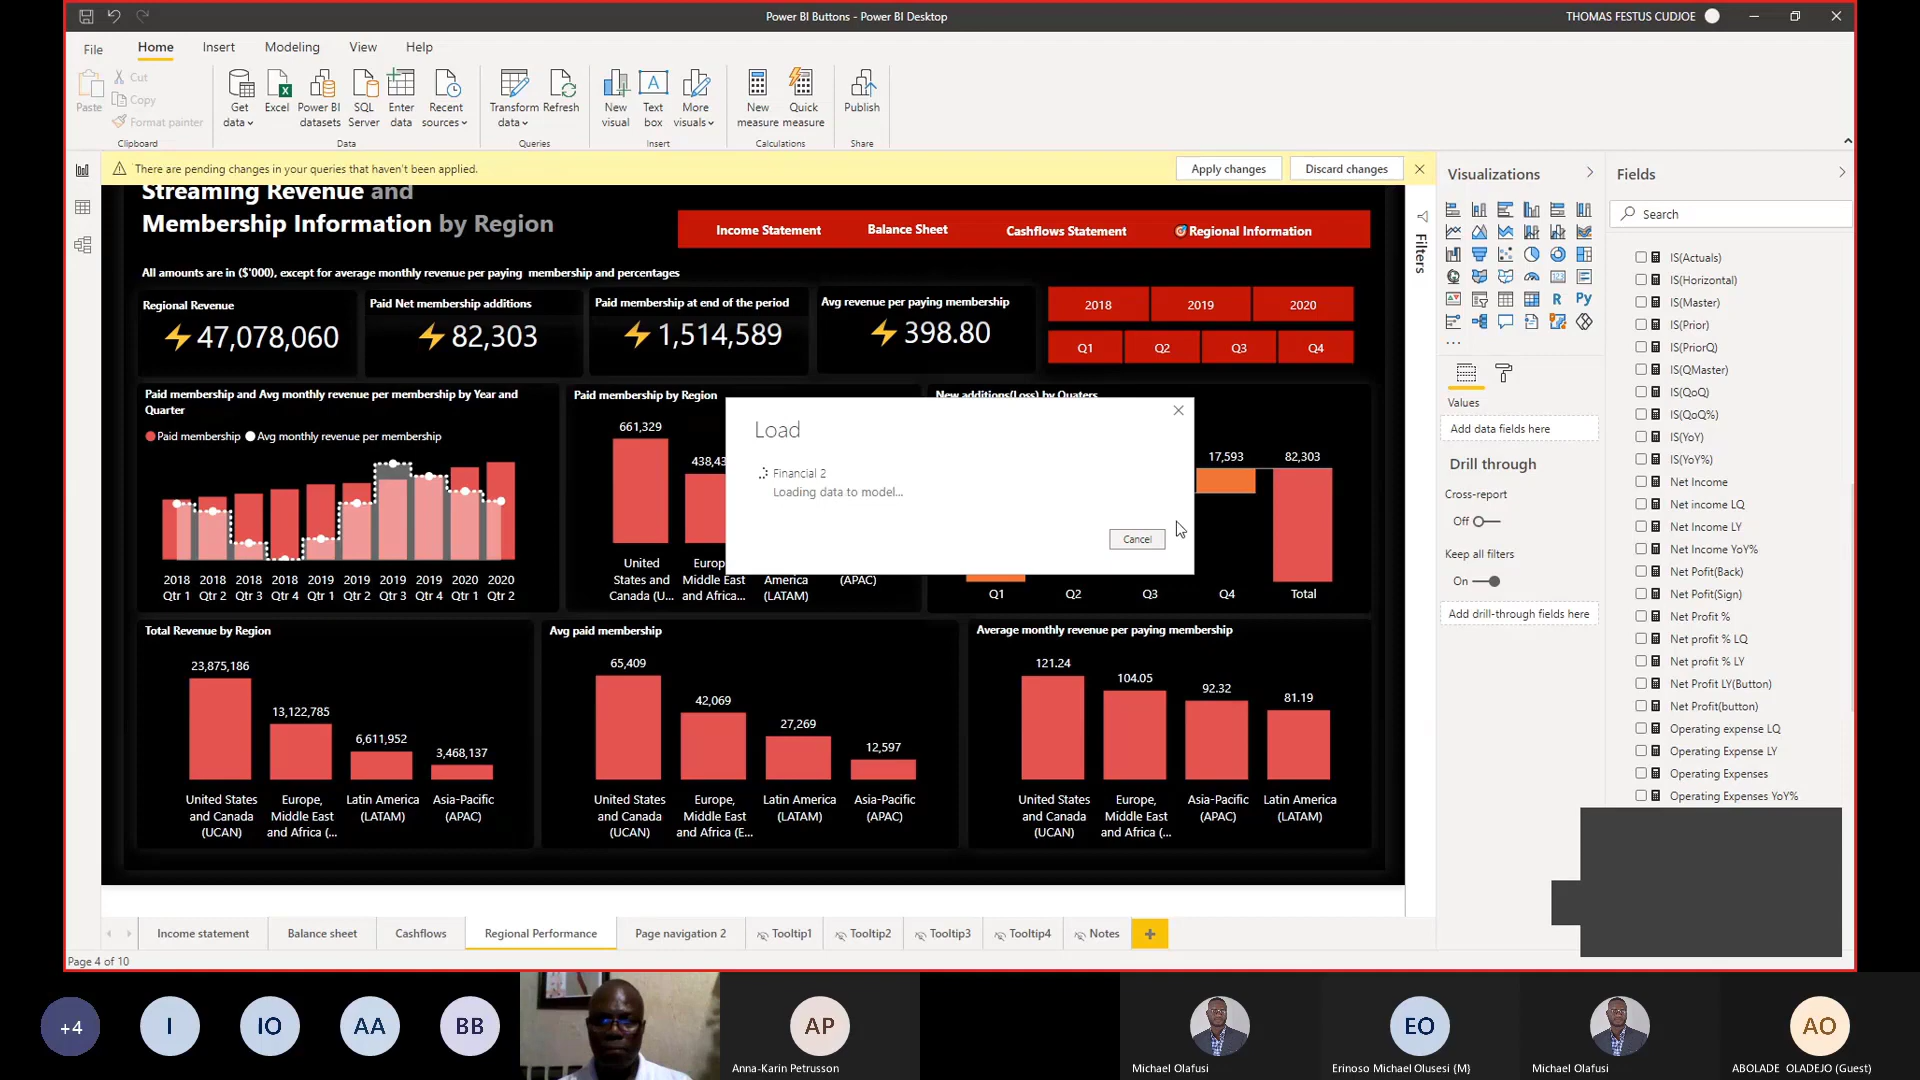 Power BI Buttons - Power BI Desktop
THOMAS FESTUS CUDJOE
File
Home
Insert
Modeling
View
Help
Paste
Cut
Copy
Format painter
Clipboard
Get data
Excel
Power BI datasets
SQL Server
Enter data
Recent sources
Data
Transform data
Refresh
Queries
New visual
Text box
More visuals
Insert
New measure
Quick measure
Calculations
Publish
Share
There are pending changes in your queries that haven't been applied.
Apply changes
Discard changes
Streaming Revenue and
Membership Information by Region
Income Statement
Balance Sheet
Cashflows Statement
Regional Information
All amounts are in ($'000), except for average monthly revenue per paying membership and percentages
Regional Revenue
47,078,060
Paid Net membership additions
82,303
Paid membership at end of the period
1,514,589
Avg revenue per paying membership
398.80
2018
2019
2020
Q1
Q2
Q3
Q4
Paid membership and Avg monthly revenue per membership by Year and
Quarter
Paid membership
Avg monthly revenue per membership
2018 2018 2018 2018 2019 2019 2019 2019 2020 2020
Qtr 1 Qtr 2 Qtr 3 Qtr 4 Qtr 1 Qtr 2 Qtr 3 Qtr 4 Qtr 1 Qtr 2
Paid membership by Region
661,329
438,43
United
States and
Canada (U...
Europ
Middle East
and Africa...
America
(LATAM)
(APAC)
New additions(Loss) by Quaters
17,593
82,303
Q1
Q2
Q3
Q4
Total
Load
Financial 2
Loading data to model...
Cancel
Total Revenue by Region
23,875,186
13,122,785
6,611,952
3,468,137
United States
and Canada
(UCAN)
Europe,
Middle East
and Africa (...
Latin America
(LATAM)
Asia-Pacific
(APAC)
Avg paid membership
65,409
42,069
27,269
12,597
United States
and Canada
(UCAN)
Europe,
Middle East
and Africa (E...
Latin America
(LATAM)
Asia-Pacific
(APAC)
Average monthly revenue per paying membership
121.24
104.05
92.32
81.19
United States
and Canada
(UCAN)
Europe,
Middle East
and Africa (...
Asia-Pacific
(APAC)
Latin America
(LATAM)
Filters
Visualizations
R
Py
123
...
Values
Add data fields here
Drill through
Cross-report
Off
Keep all filters
On
Add drill-through fields here
Fields
Search
IS(Actuals)
IS(Horizontal)
IS(Master)
IS(Prior)
IS(PriorQ)
IS(QMaster)
IS(QoQ)
IS(QoQ%)
IS(YoY)
IS(YoY%)
Net Income
Net income LQ
Net Income LY
Net Income YoY%
Net Pofit(Back)
Net Pofit(Sign)
Net Profit %
Net profit % LQ
Net profit % LY
Net Profit LY(Button)
Net Profit(button)
Operating expense LQ
Operating Expense LY
Operating Expenses
Operating Expenses YoY%
Income statement
Balance sheet
Cashflows
Regional Performance
Page navigation 2
Tooltip1
Tooltip2
Tooltip3
Tooltip4
Notes
+
Page 4 of 10
+4
I
IO
AA
BB
AP
Anna-Karin Petrusson
Michael Olafusi
EO
Erinoso Michael Olusesi (M)
Michael Olafusi
AO
ABOLADE OLADEJO (Guest)